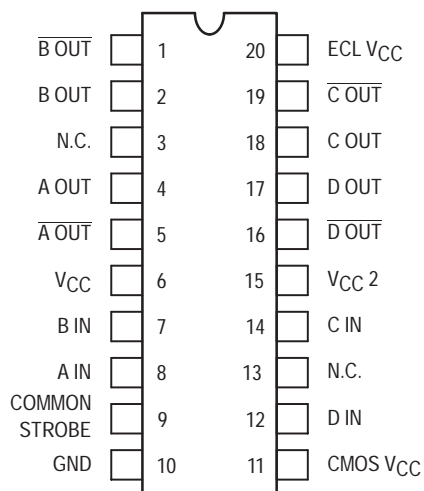 B OUT 1 20 ECL VCC
B OUT 2 19 C OUT
N.C. 3 18 C OUT
A OUT 4 17 D OUT
A OUT 5 16 D OUT
VCC 6 15 VCC 2
B IN 7 14 C IN
A IN 8 13 N.C.
COMMON
STROBE 9 12 D IN
GND 10 11 CMOS VCC